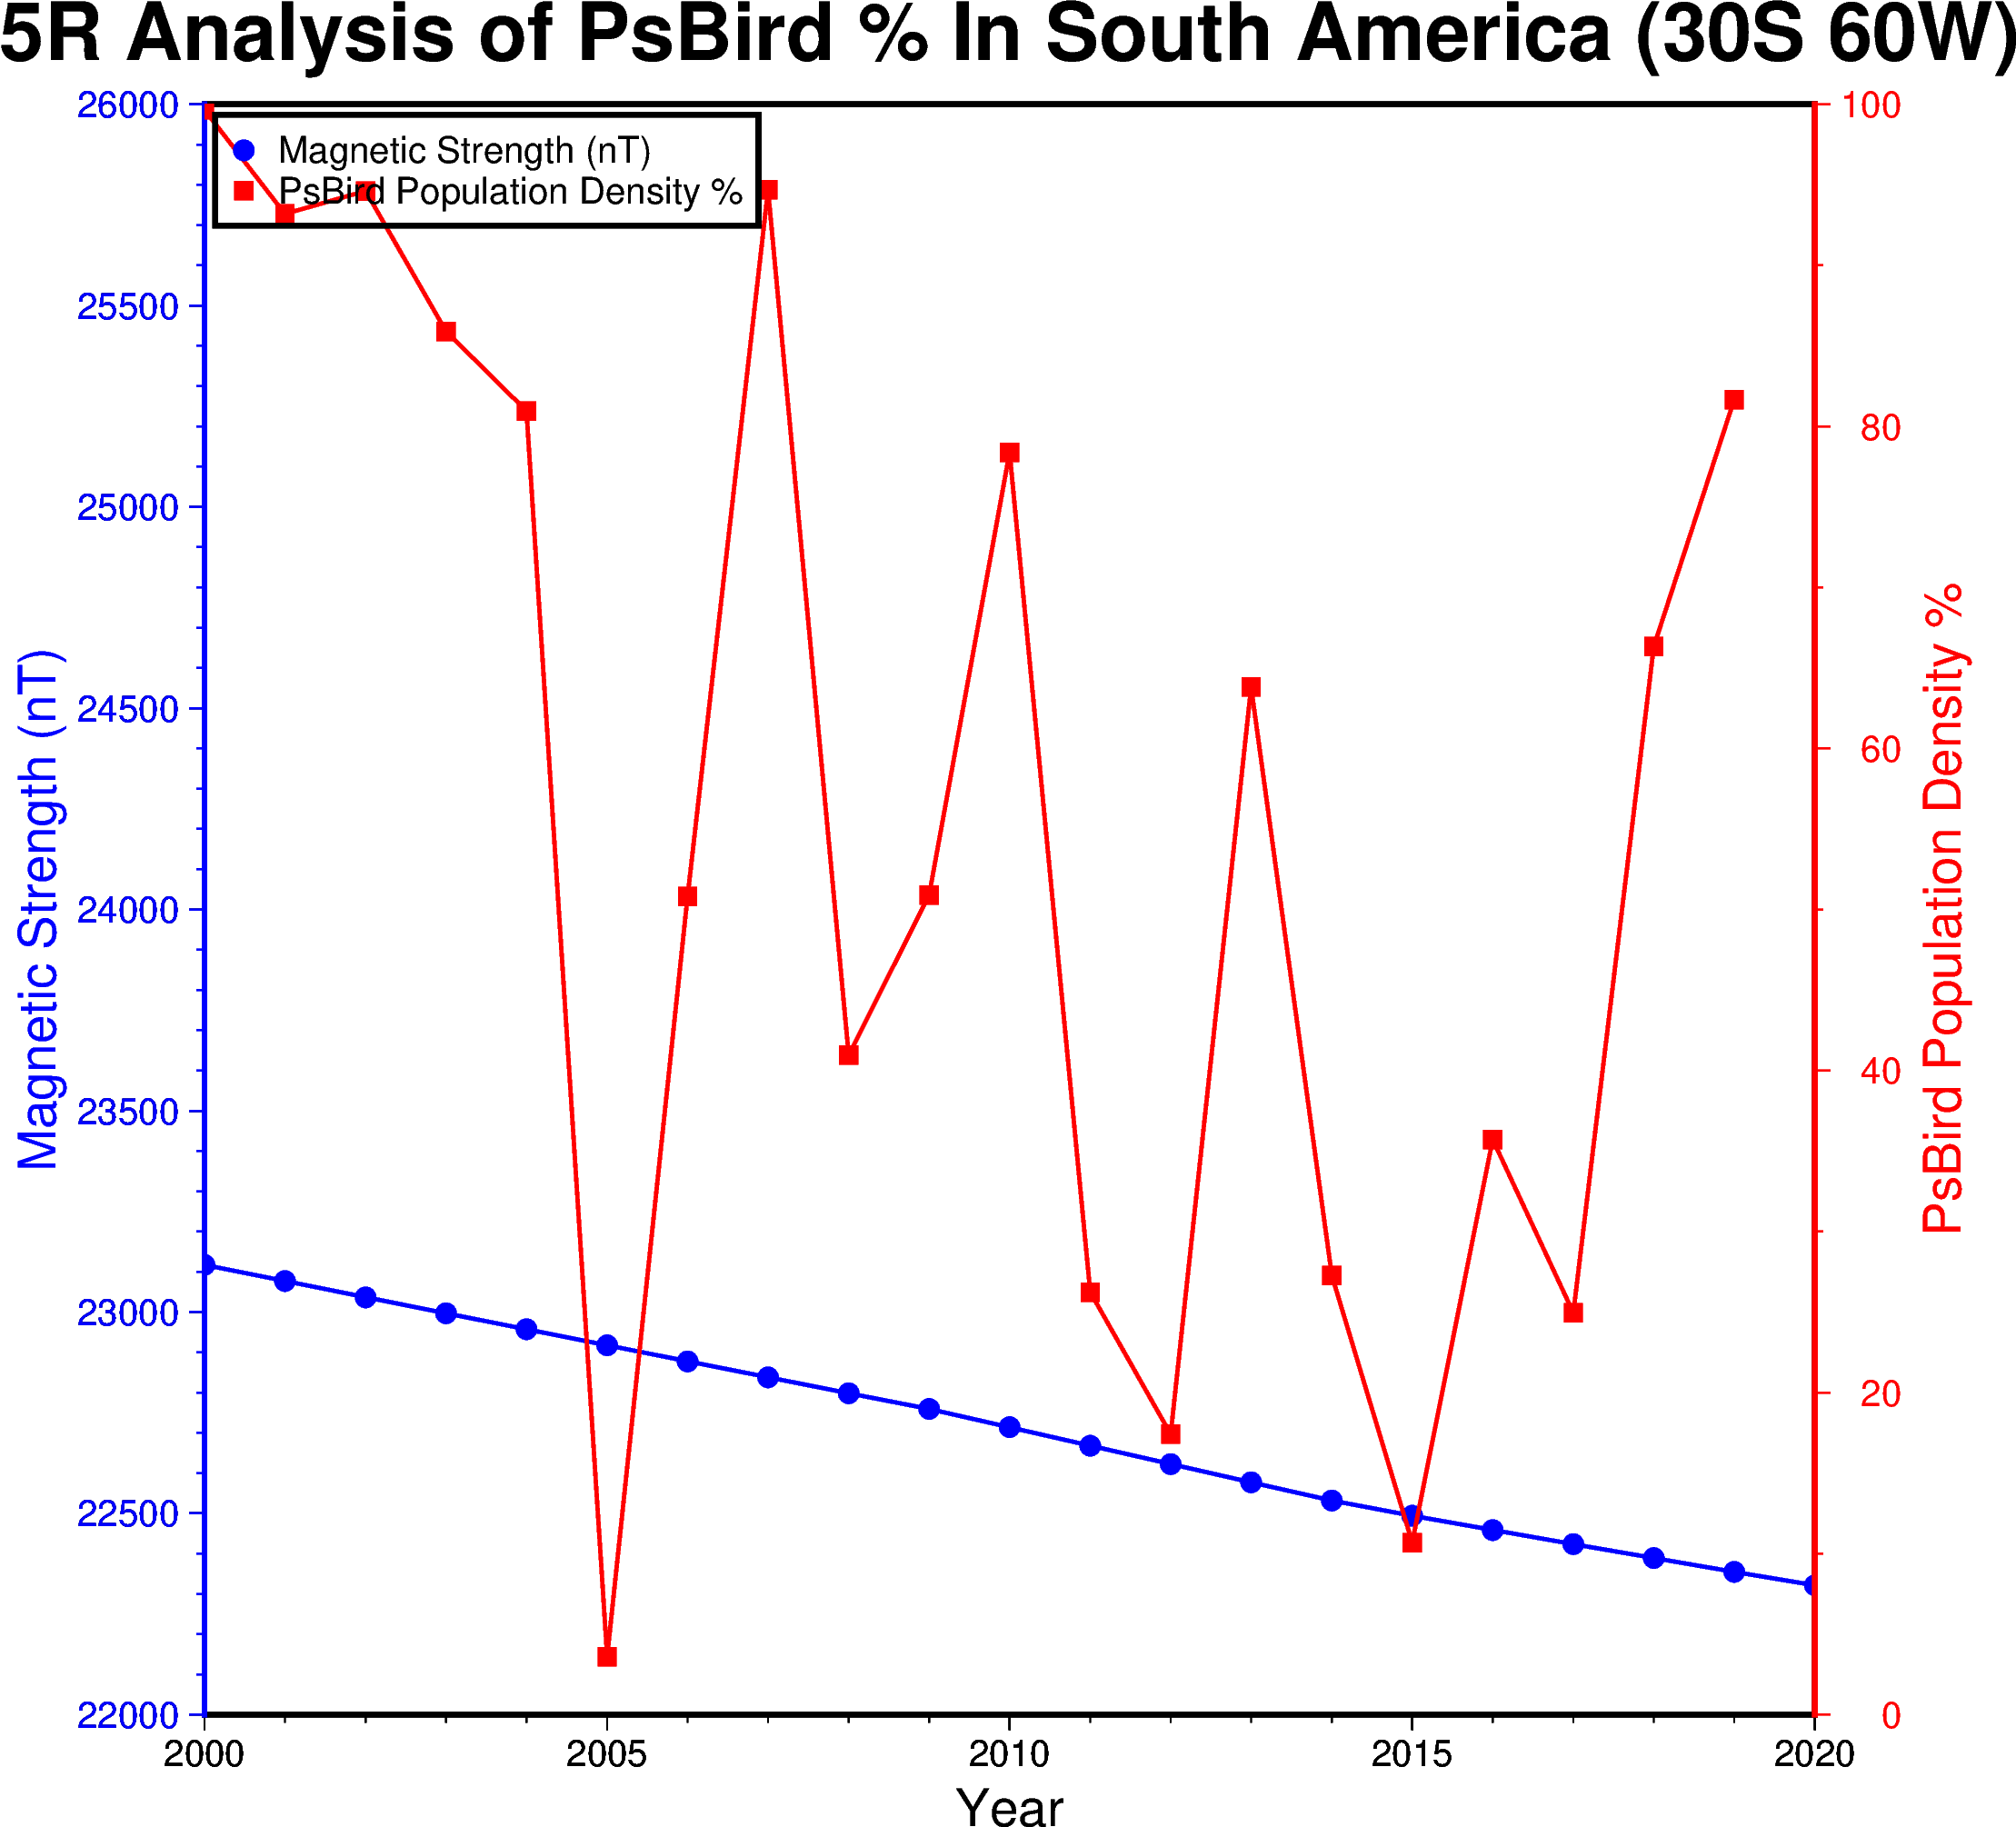 5R Analysis of PsBird % In South America (30S 60W)
Magnetic Strength (nT)
PsBird Population Density %
26000
25500
25000
24500
24000
23500
23000
22500
22000
Magnetic Strength (nT)
100
80
60
40
20
0
PsBird Population Density %
2000 2005 2010 2015 2020
Year